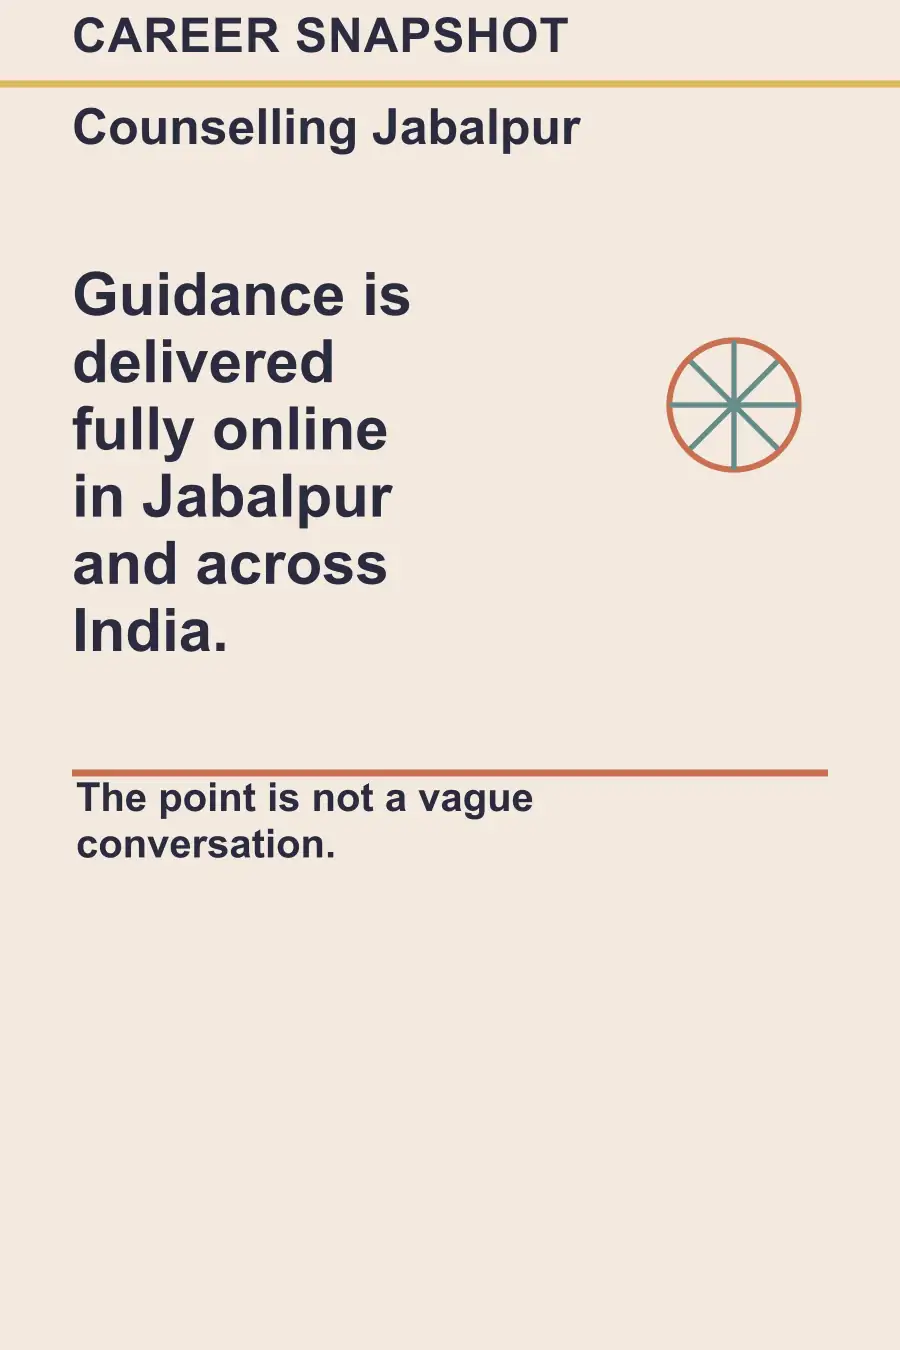 CAREER SNAPSHOT
Counselling Jabalpur
Guidance is
delivered
fully online
in Jabalpur
and across
India.
The point is not a vague
conversation.